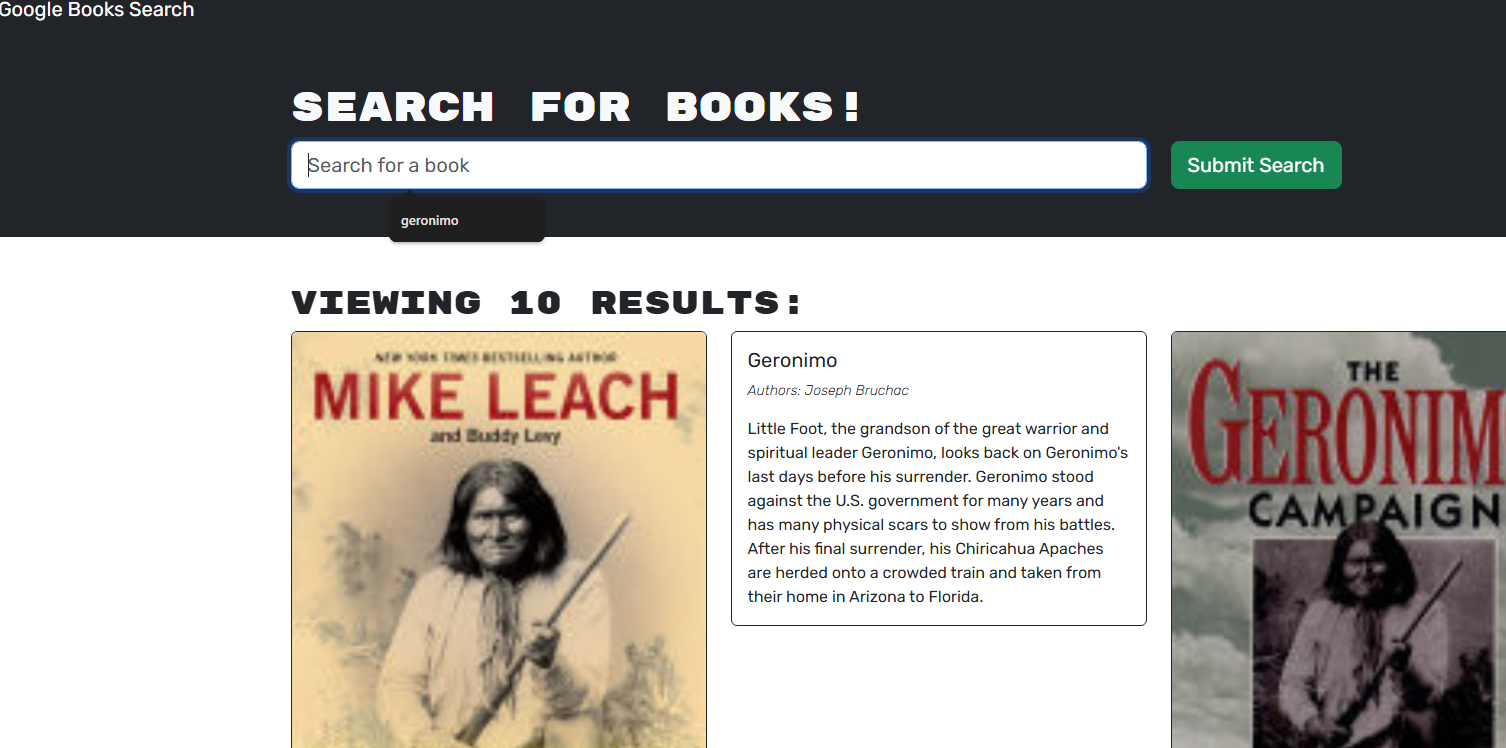 Google Books Search
SEARCH FOR BOOKS!
Search for a book
Submit Search
geronimo
VIEWING 10 RESULTS:
NEW YORK TIMES BESTSELLING AUTHOR
MIKE LEACH
and Buddy Levy
Geronimo
Authors: Joseph Bruchac
Little Foot, the grandson of the great warrior and
spiritual leader Geronimo, looks back on Geronimo's
last days before his surrender. Geronimo stood
against the U.S. government for many years and
has many physical scars to show from his battles.
After his final surrender, his Chiricahua Apaches
are herded onto a crowded train and taken from
their home in Arizona to Florida.
THE
GERONIM
CAMPAIGN